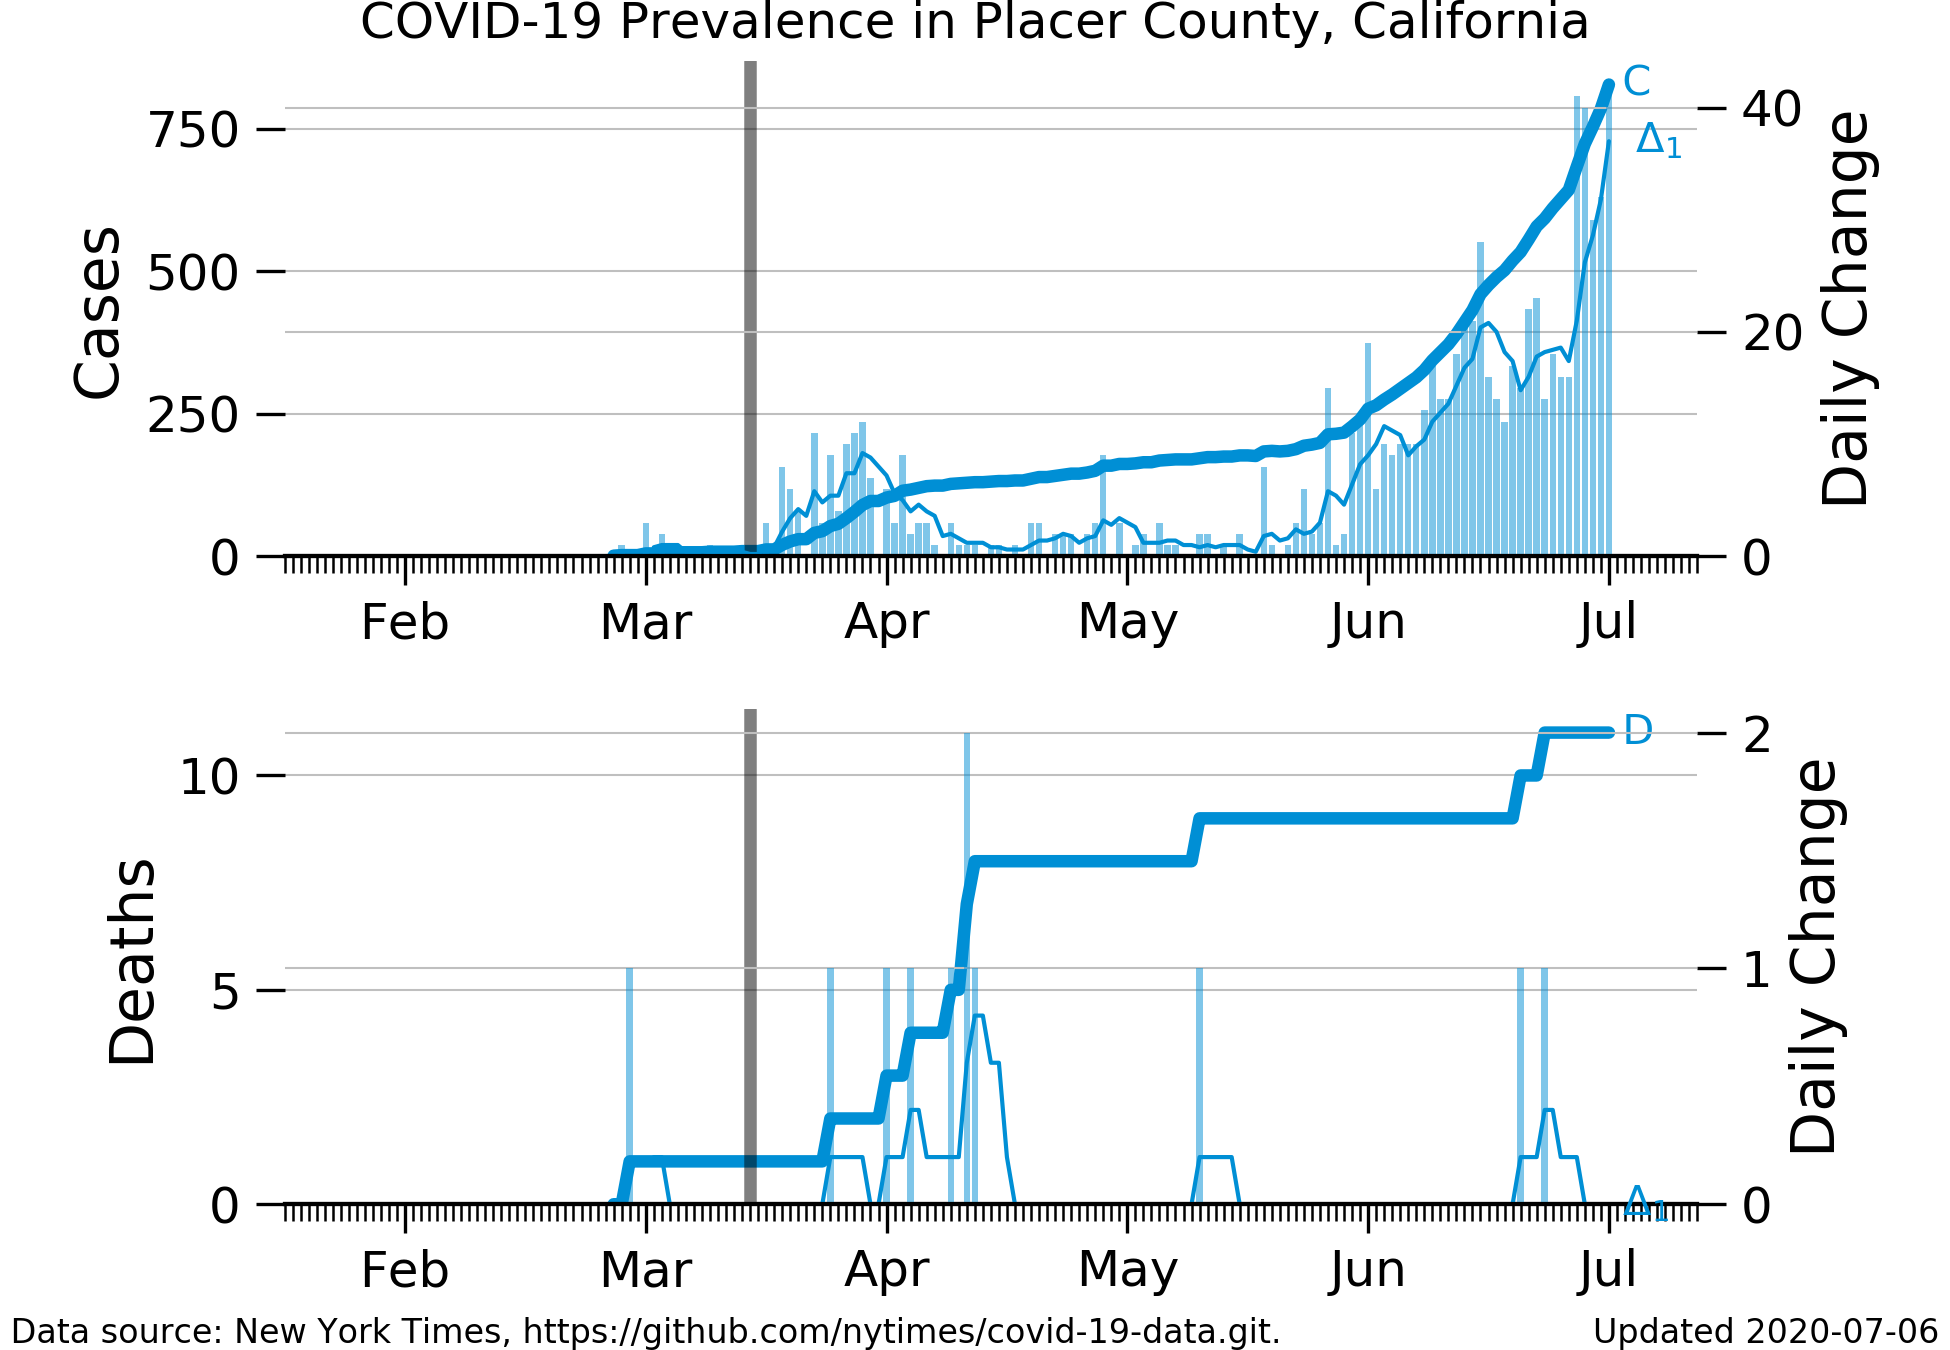 COVID-19 Prevalence in Placer County, California
Cases
750
500
250
0
C
Δ1
40
20
0
Daily Change
Feb Mar Apr May Jun Jul
Deaths
10
5
0
D
Δ1
2
1
0
Daily Change
Feb Mar Apr May Jun Jul
Data source: New York Times, https://github.com/nytimes/covid-19-data.git. Updated 2020-07-06